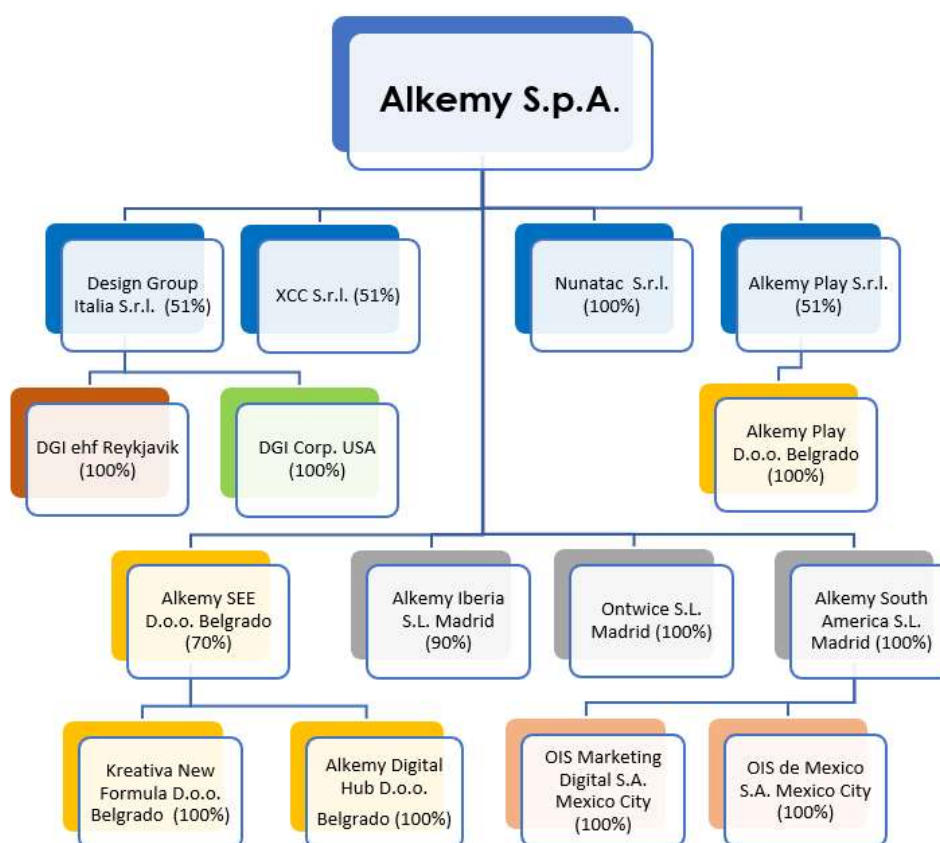 Alkemy S.p.A.
Design Group
Italia S.r.l. (51%)
XCC S.r.l. (51%)
Nunatac S.r.l.
(100%)
Alkemy Play S.r.l.
(51%)
DGI ehf Reykjavik
(100%)
DGI Corp. USA
(100%)
Alkemy Play
D.o.o. Belgrado
(100%)
Alkemy SEE
D.o.o. Belgrado
(70%)
Alkemy Iberia
S.L. Madrid
(90%)
Ontwice S.L.
Madrid (100%)
Alkemy South
America S.L.
Madrid (100%)
Kreativa New
Formula D.o.o.
Belgrado (100%)
Alkemy Digital
Hub D.o.o.
Belgrado (100%)
OIS Marketing
Digital S.A.
Mexico City
(100%)
OIS de Mexico
S.A. Mexico City
(100%)